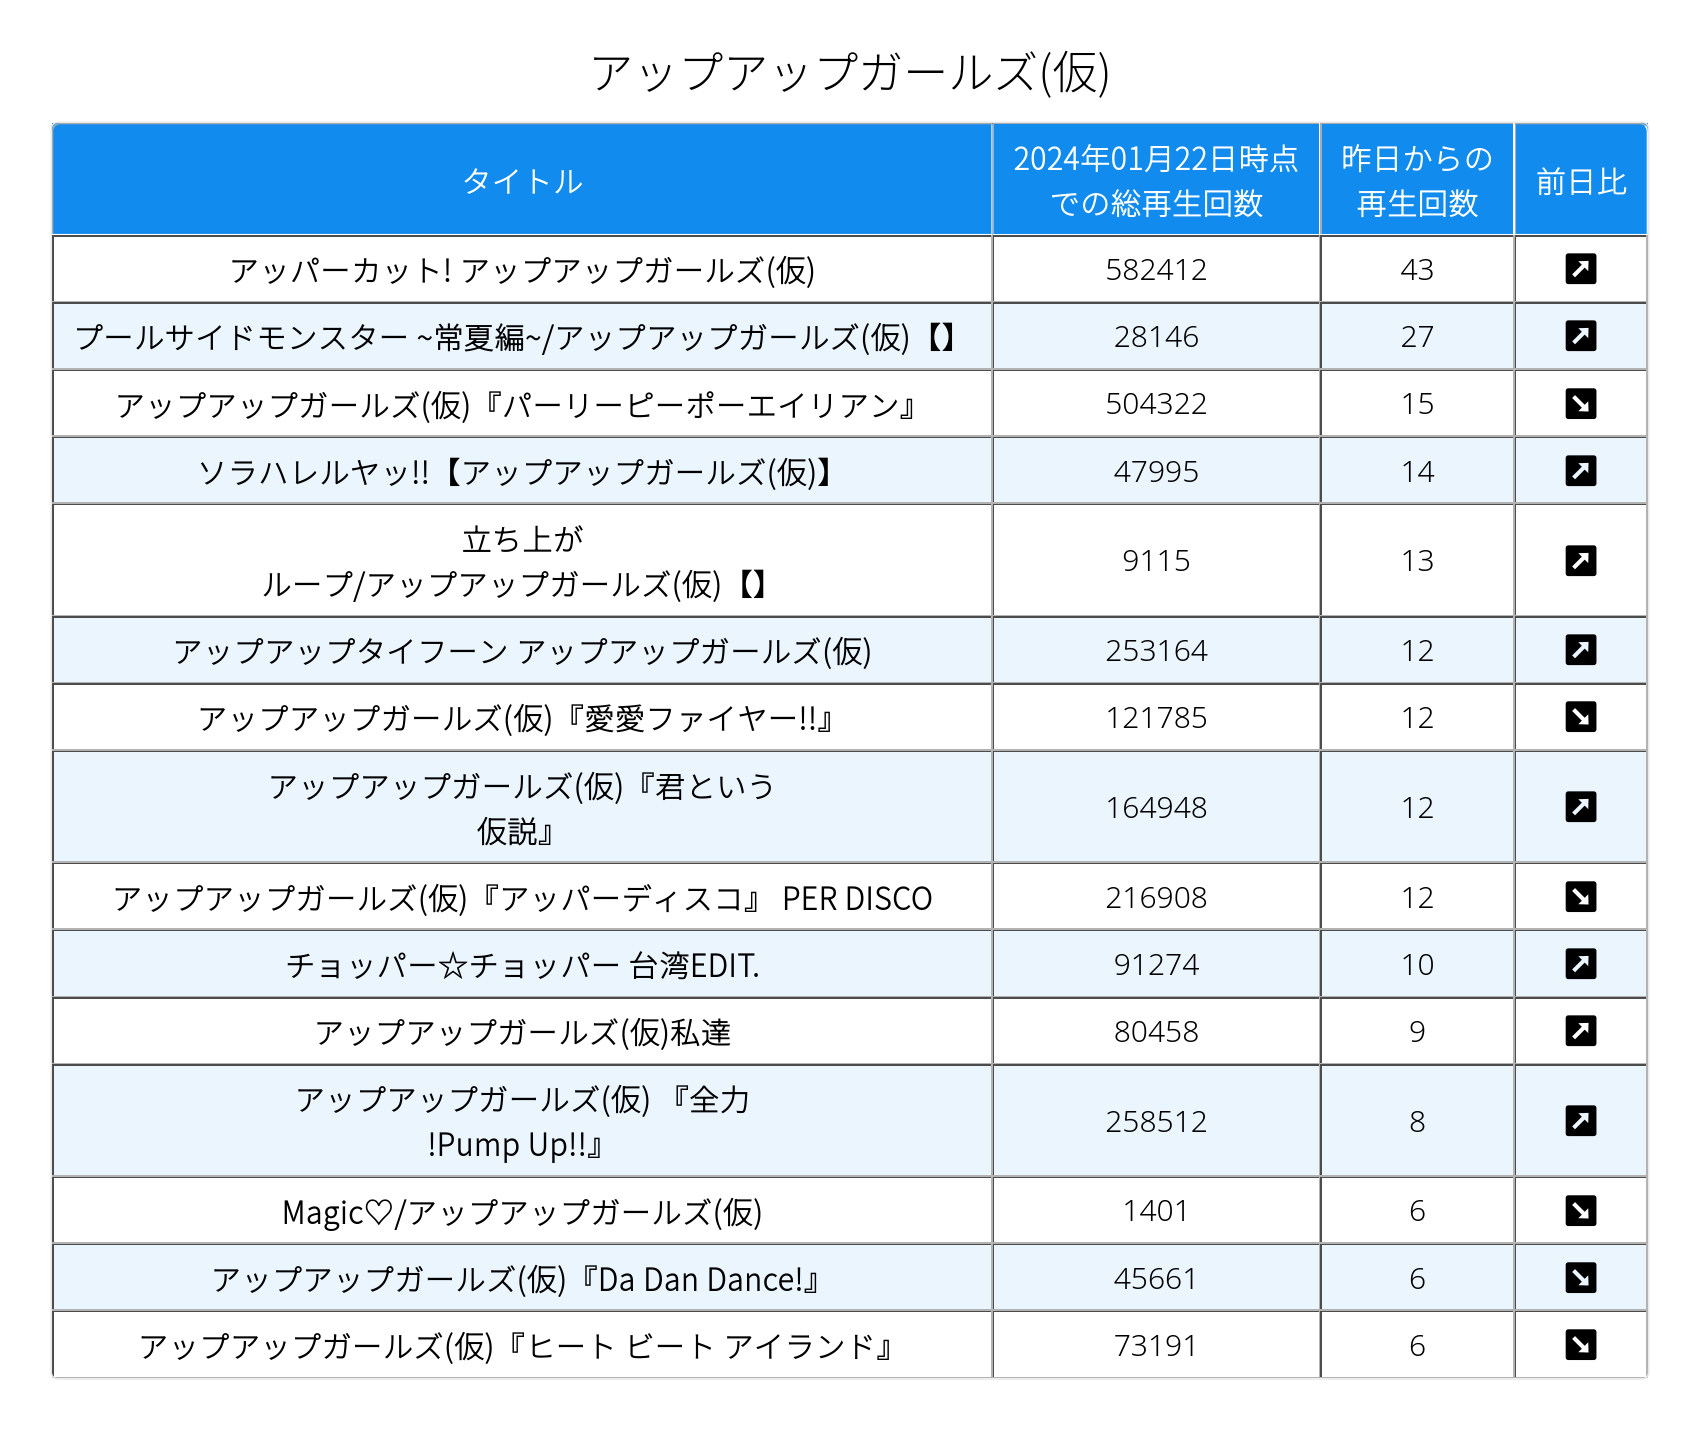 アップアップガールズ(仮)
タイトル
2024年01月22日時点
での総再生回数
昨日からの
再生回数
前日比
アッパーカット! アップアップガールズ(仮)
582412
43
プールサイドモンスター ~常夏編~/アップアップガールズ(仮)【】
28146
27
アップアップガールズ(仮)『パーリーピーポーエイリアン』
504322
15
ソラハレルヤッ!!【アップアップガールズ(仮)】
47995
14
立ち上が
ループ/アップアップガールズ(仮)【】
9115
13
アップアップタイフーン アップアップガールズ(仮)
253164
12
アップアップガールズ(仮)『愛愛ファイヤー!!』
121785
12
アップアップガールズ(仮)『君という
仮説』
164948
12
アップアップガールズ(仮)『アッパーディスコ』 PER DISCO
216908
12
チョッパー☆チョッパー 台湾EDIT.
91274
10
アップアップガールズ(仮)私達
80458
9
アップアップガールズ(仮) 『全力
!Pump Up!!』
258512
8
Magic♡/アップアップガールズ(仮)
1401
6
アップアップガールズ(仮)『Da Dan Dance!』
45661
6
アップアップガールズ(仮)『ヒート ビート アイランド』
73191
6